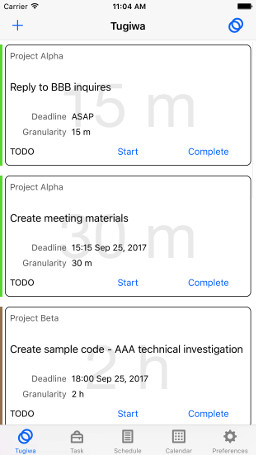 Carrier 11:04 AM
Tugiwa
Project Alpha
15 m
Reply to BBB inquires
Deadline ASAP
Granularity 15 m
TODO Start Complete
Project Alpha
30 m
Create meeting materials
Deadline 15:15 Sep 25, 2017
Granularity 30 m
TODO Start Complete
Project Beta
2 h
Create sample code - AAA technical investigation
Deadline 18:00 Sep 25, 2017
Granularity 2 h
TODO Start Complete
Tugiwa Task Schedule Calendar Preferences